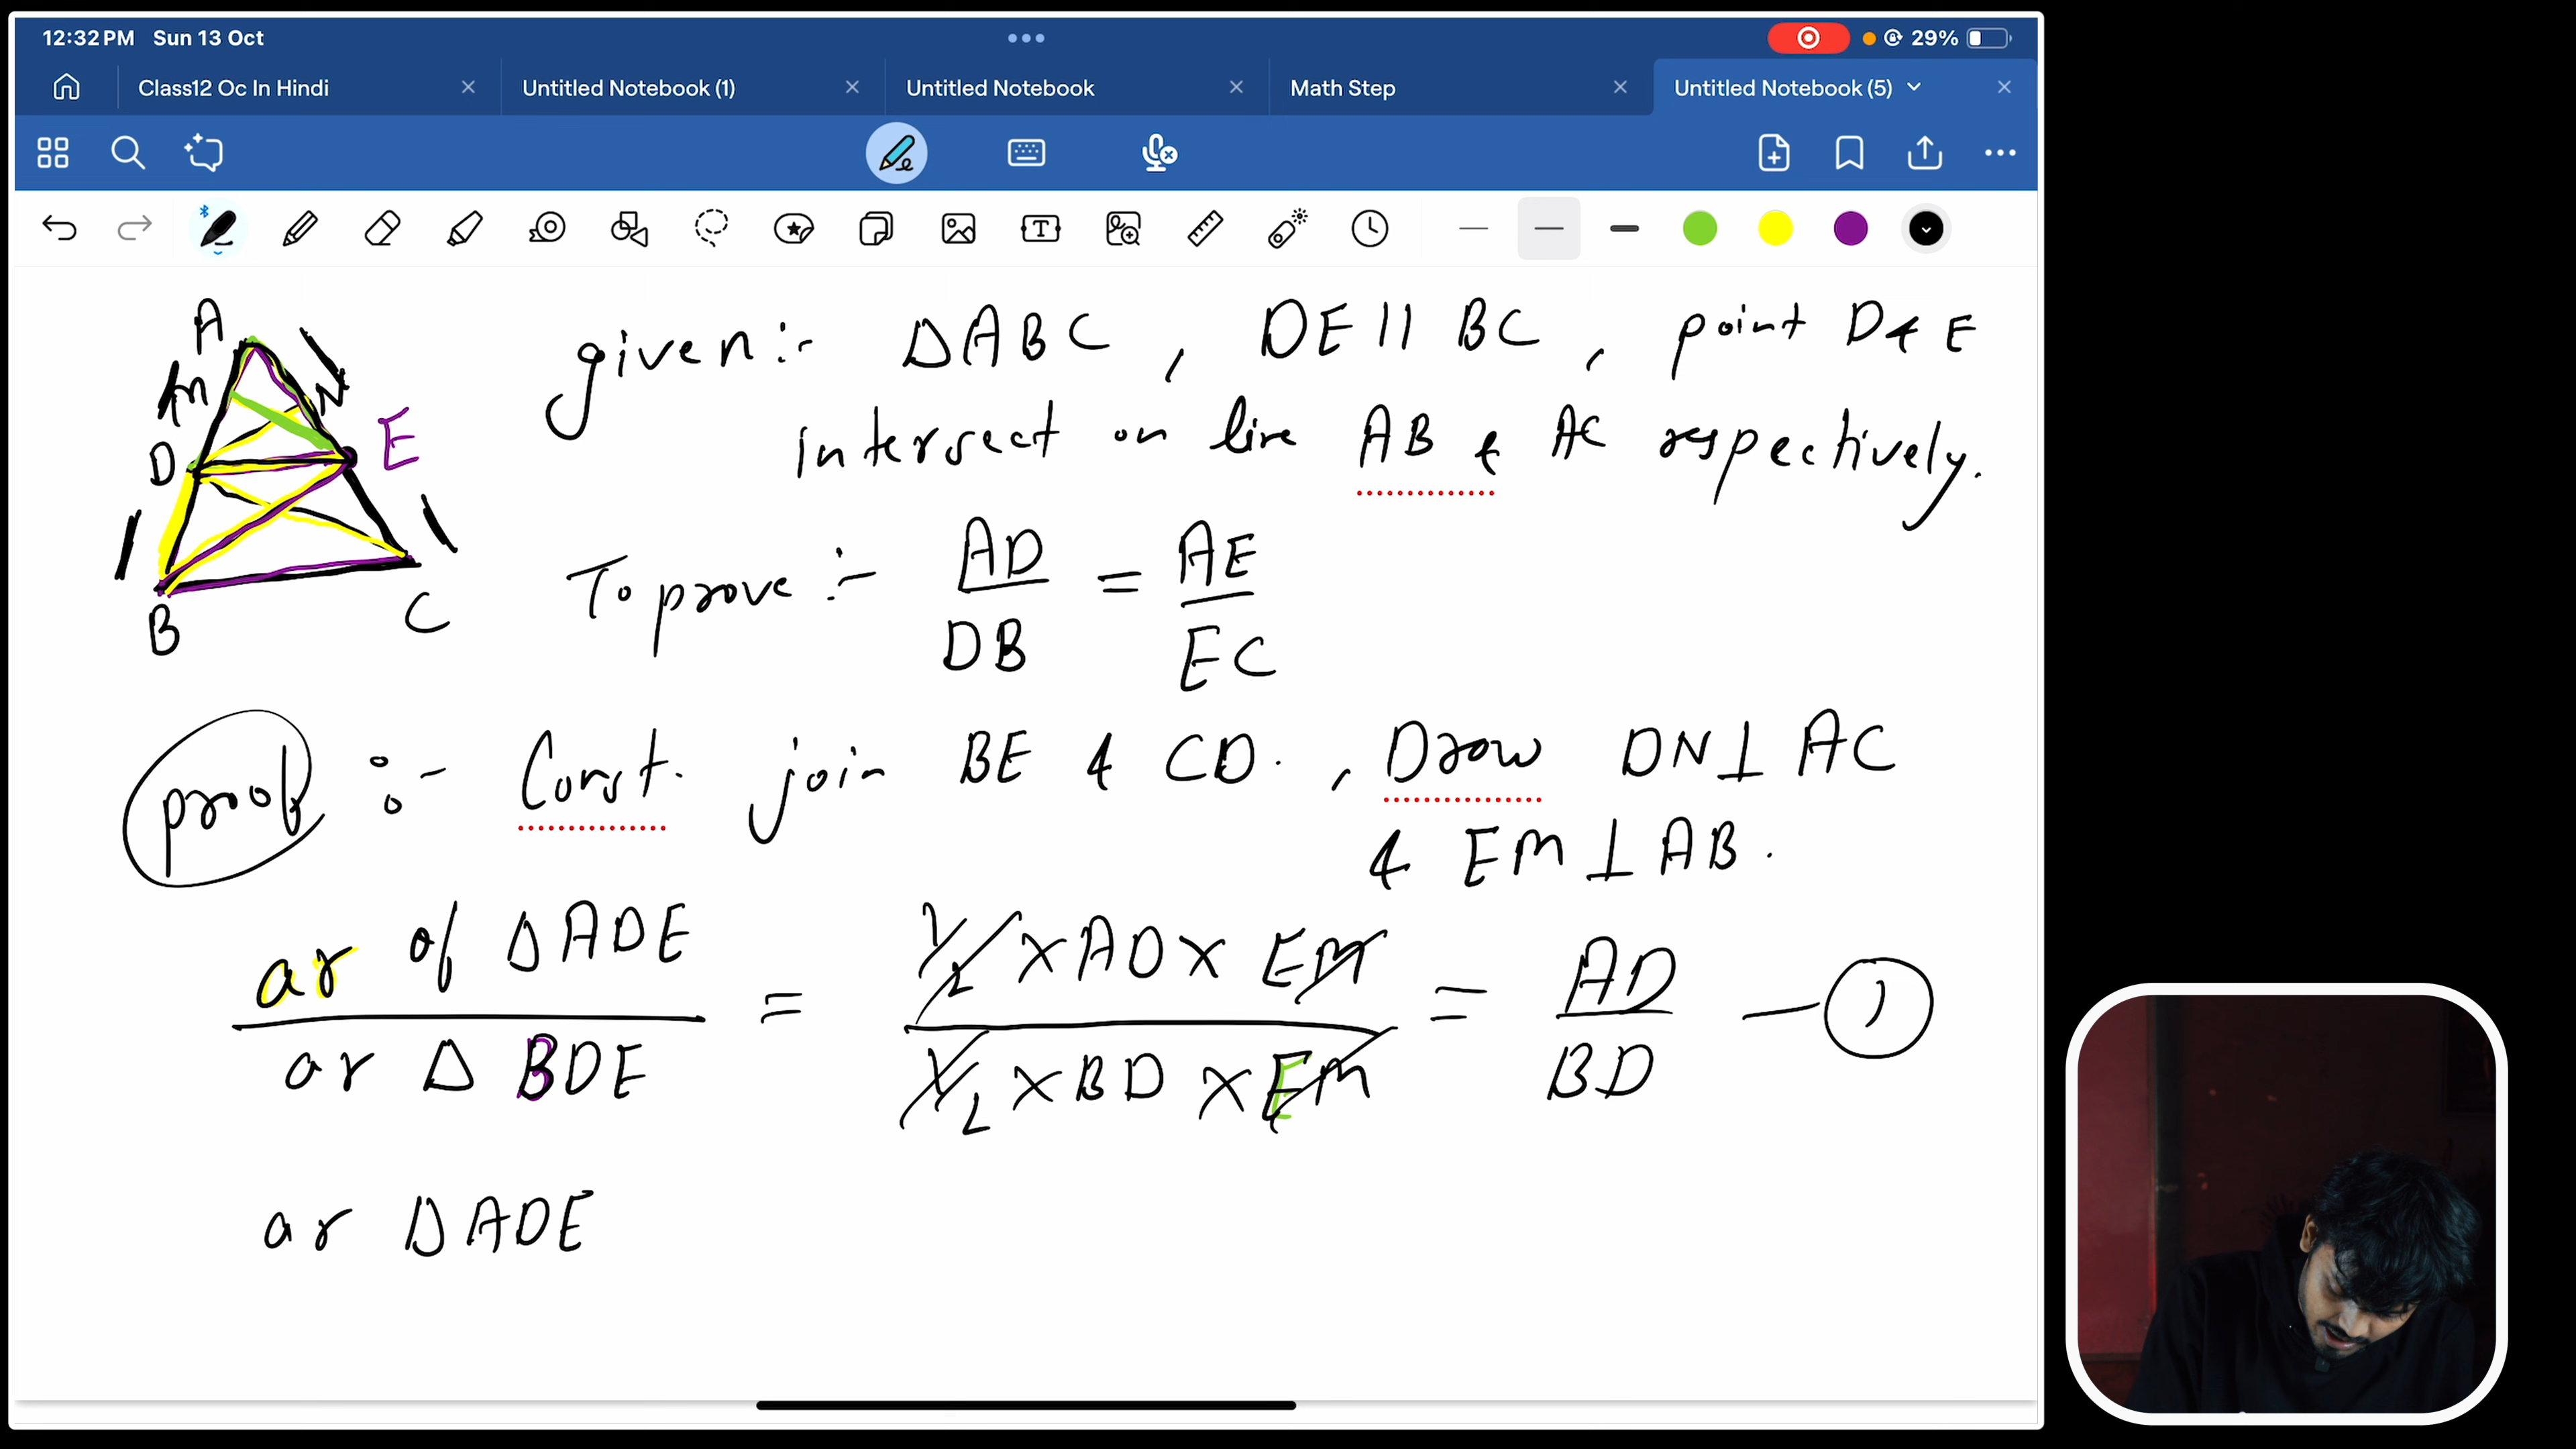 12:32 PM Sun 13 Oct
29%
Class12 Oc In Hindi
Untitled Notebook (1)
Untitled Notebook
Math Step
Untitled Notebook (5)
A
M
N
D
E
B
C
given :- ΔABC , DE || BC , point D & E
intersect on line AB & AC respectively.
To prove :- AD/DB = AE/EC
proof :- Const. join BE & CD. , Draw DN⊥AC
& EM⊥AB.
ar of ΔADE / ar Δ BDE = 1/2 × AD × EM / 1/2 × BD × EM = AD/BD — 1
ar ΔADE